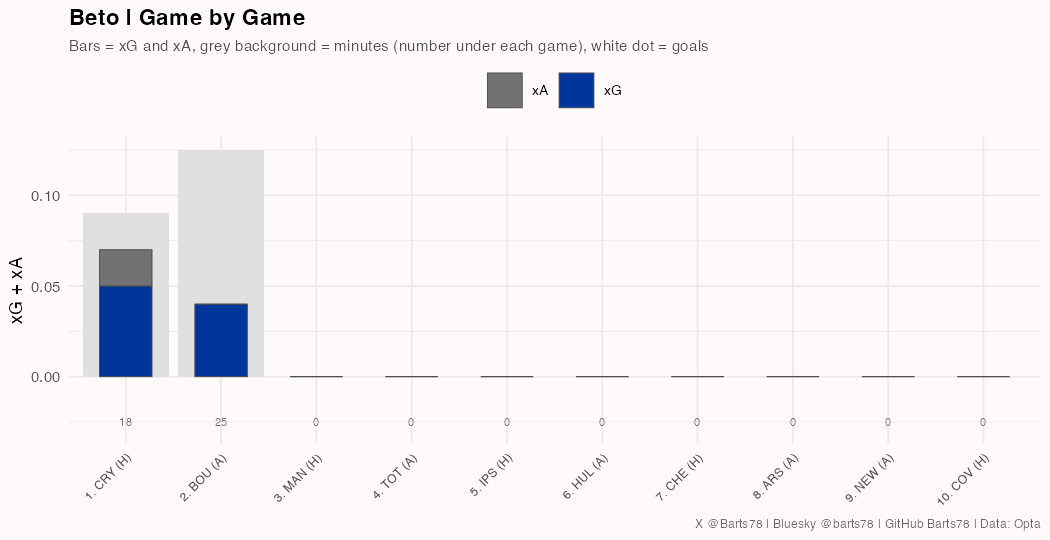 Beto | Game by Game
Bars = xG and xA, grey background = minutes (number under each game), white dot = goals
xA xG
xG + xA
0.10
0.05
0.00
18 25 0 0 0 0 0 0 0 0
1. CRY (H)
2. BOU (A)
3. MAN (H)
4. TOT (A)
5. IPS (H)
6. HUL (A)
7. CHE (H)
8. ARS (A)
9. NEW (A)
10. COV (H)
X @Barts78 | Bluesky @barts78 | GitHub Barts78 | Data: Opta